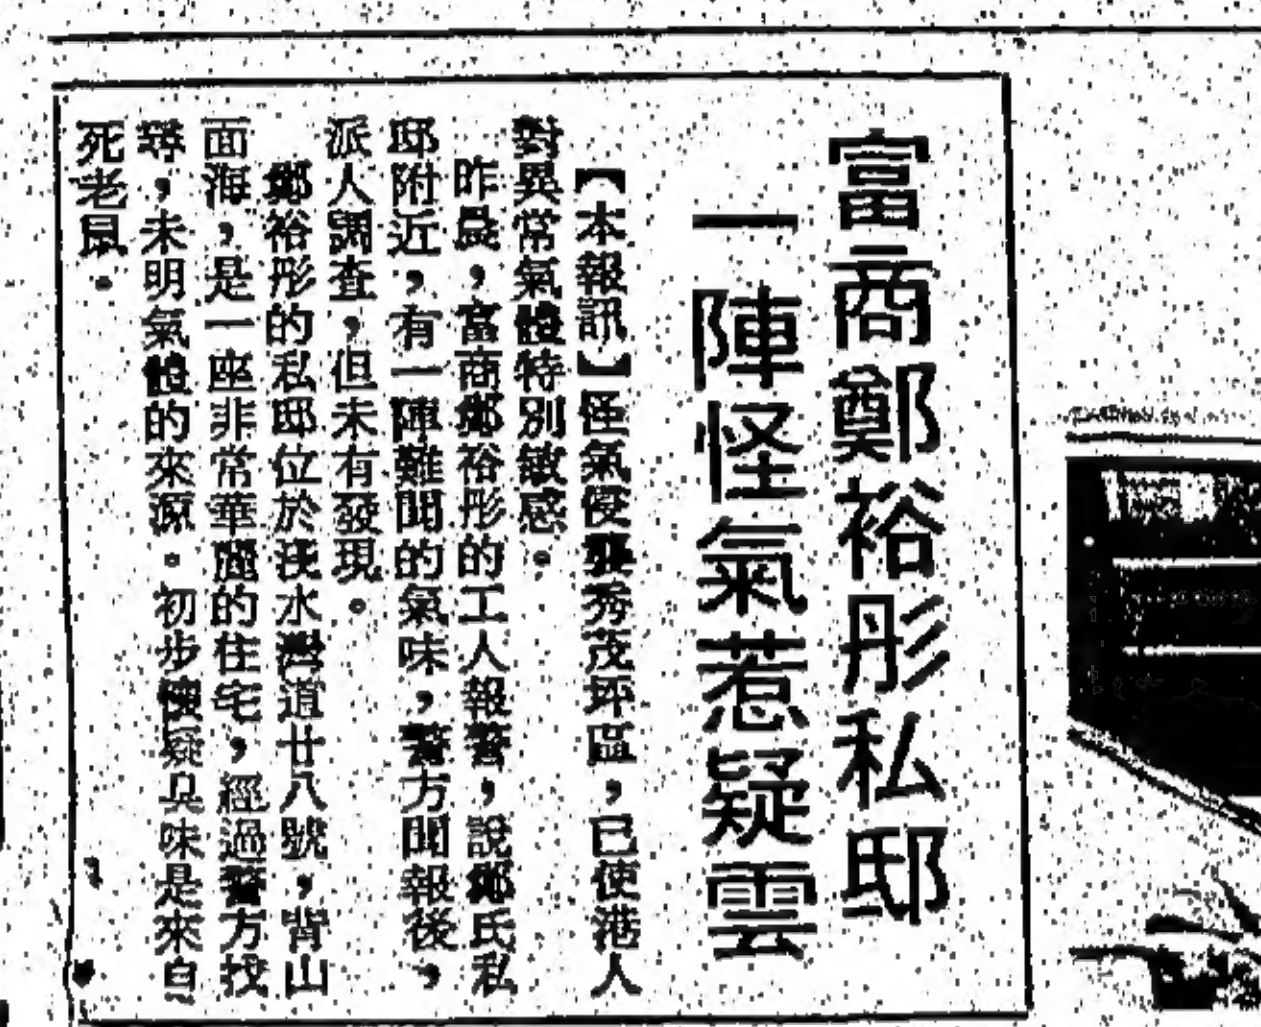 富商鄭裕彤私邸
一陣怪氣惹疑雲
【本報訊】怪氣侵襲秀茂坪區，已使港人
對異常氣體特別敏感。
昨晨，富商鄭裕彤的工人報警，說鄭氏私
邸附近，有一陣難聞的氣味，警方聞報後，
派人調查，但未有發現。
鄭裕彤的私邸位於淺水灣道廿八號，背山
面海，是一座非常華麗的住宅，經過警方找
尋，未明氣體的來源。初步懷疑臭味是來自
死老鼠。